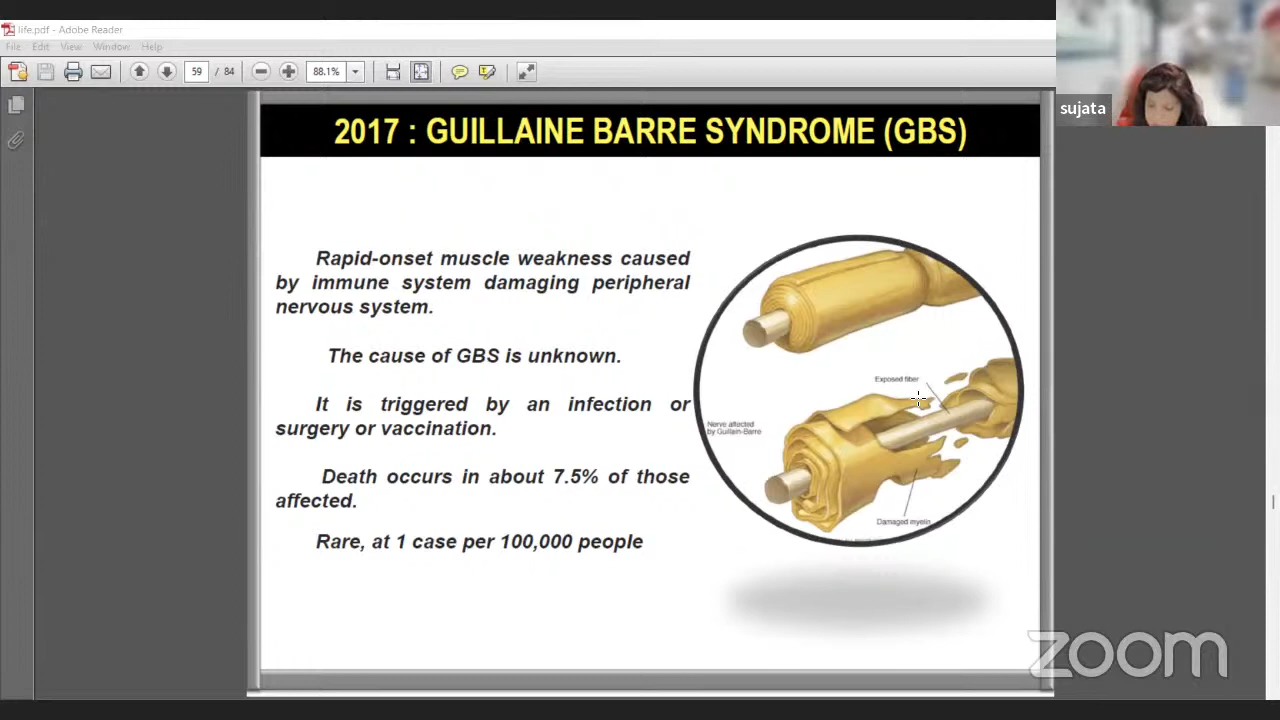 life.pdf - Adobe Reader
File Edit View Window Help
59 / 84 88.1%
sujata
2017 : GUILLAINE BARRE SYNDROME (GBS)
Rapid-onset muscle weakness caused
by immune system damaging peripheral
nervous system.
The cause of GBS is unknown.
It is triggered by an infection or
surgery or vaccination.
Death occurs in about 7.5% of those
affected.
Rare, at 1 case per 100,000 people
Exposed fiber
Nerve affected
by Guillain-Barre
Damaged myelin
zoom